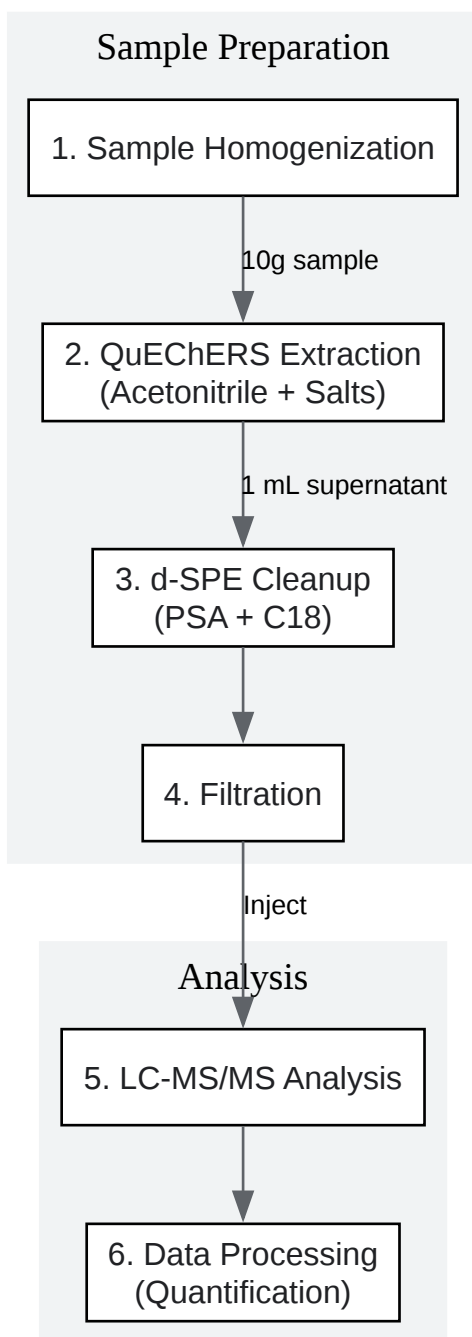 Sample Preparation
1. Sample Homogenization
10g sample
2. QuEChERS Extraction
(Acetonitrile + Salts)
1 mL supernatant
3. d-SPE Cleanup
(PSA + C18)
4. Filtration
Inject
Analysis
5. LC-MS/MS Analysis
6. Data Processing
(Quantification)